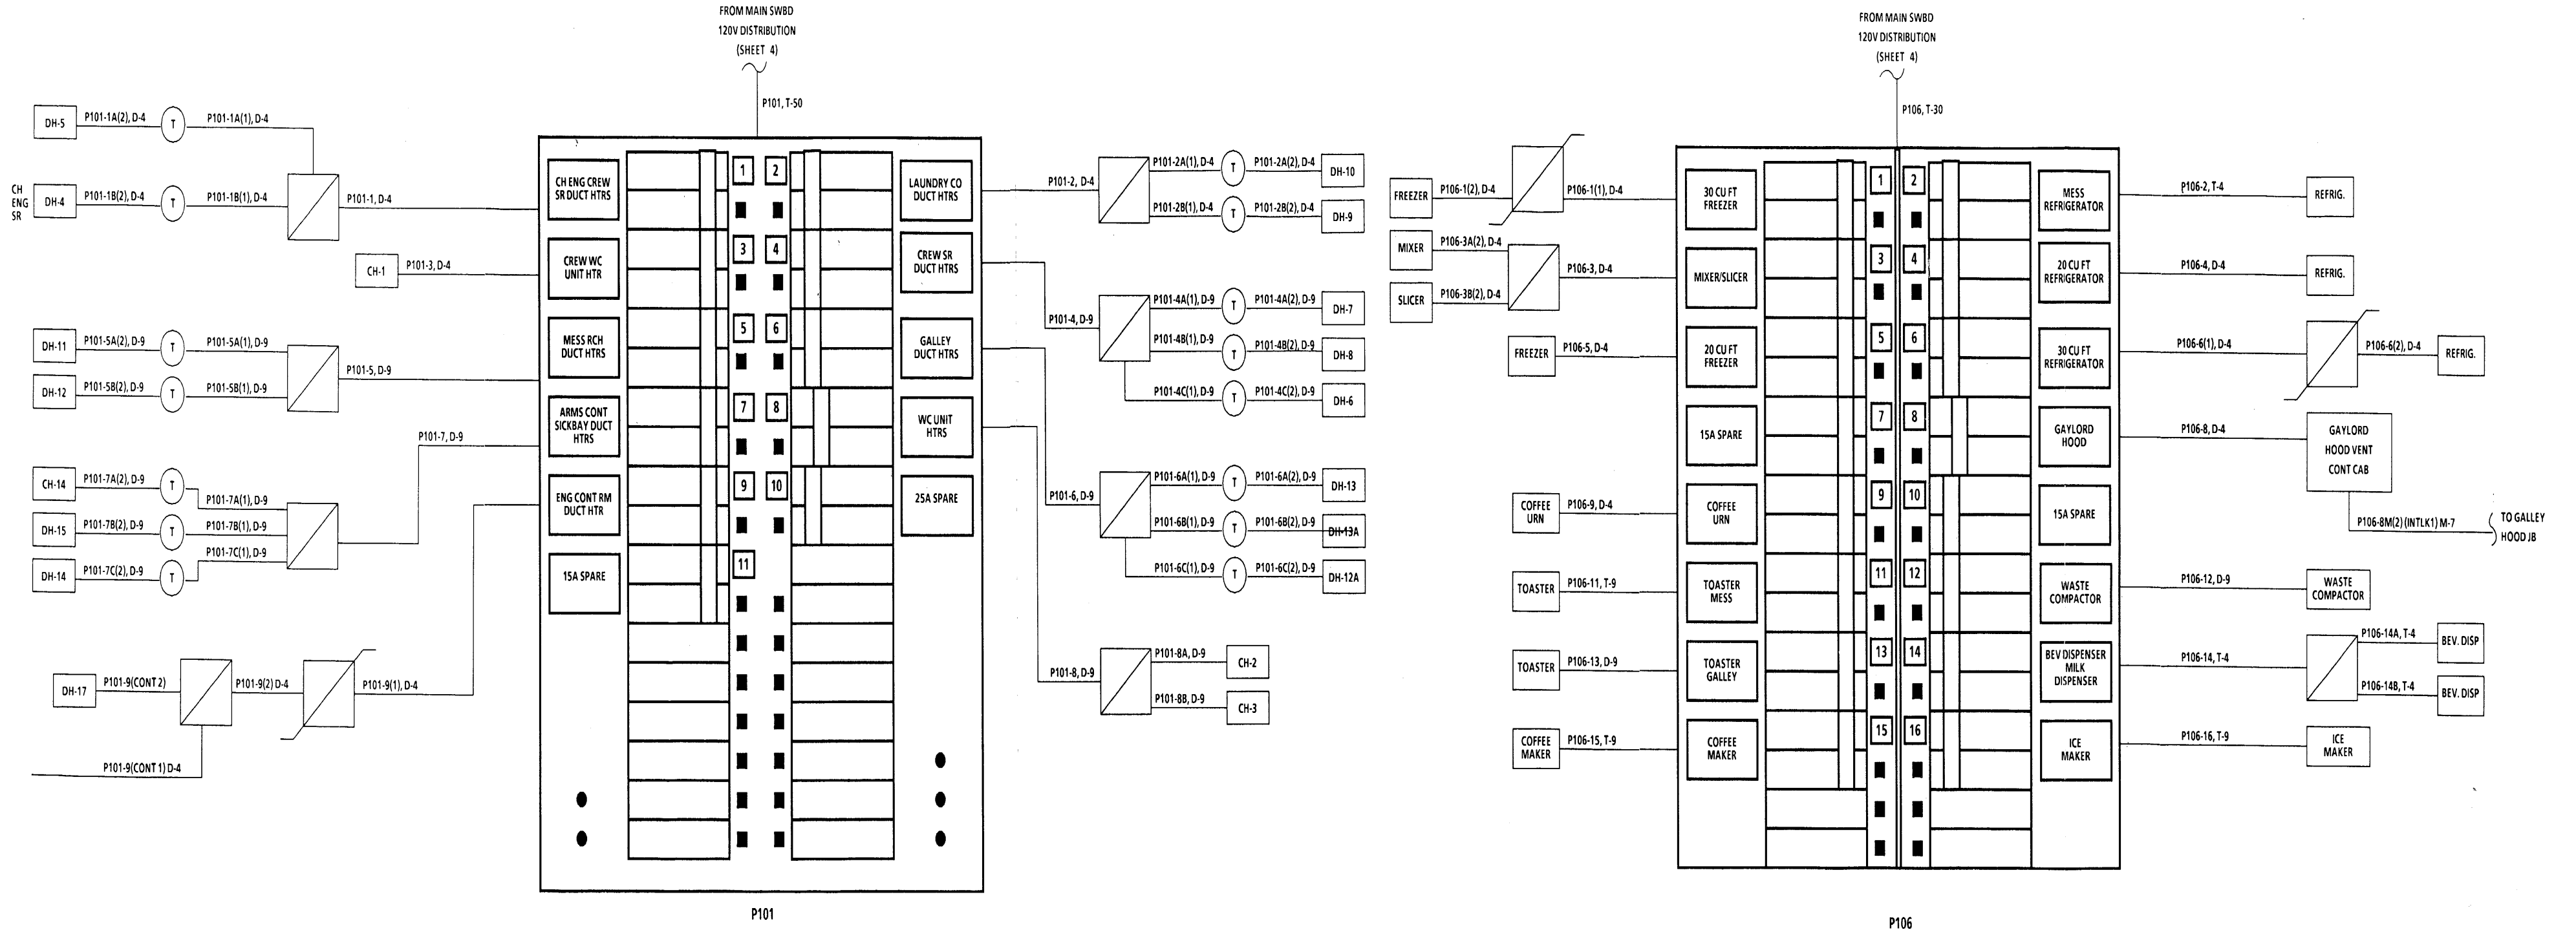 FROM MAIN SWBD
120V DISTRIBUTION
(SHEET 4)
P101, T-50
DH-5
P101-1A(2), D-4
T
P101-1A(1), D-4
CH
ENG
SR
DH-4
P101-1B(2), D-4
T
P101-1B(1), D-4
P101-1, D-4
CH-1
P101-3, D-4
DH-11
P101-5A(2), D-9
T
P101-5A(1), D-9
DH-12
P101-5B(2), D-9
T
P101-5B(1), D-9
P101-5, D-9
P101-7, D-9
CH-14
P101-7A(2), D-9
T
P101-7A(1), D-9
DH-15
P101-7B(2), D-9
T
P101-7B(1), D-9
DH-14
P101-7C(2), D-9
T
P101-7C(1), D-9
DH-17
P101-9(CONT 2)
P101-9(2) D-4
P101-9(1), D-4
P101-9(CONT 1) D-4
CH ENG CREW
SR DUCT HTRS
CREW WC
UNIT HTR
MESS RCH
DUCT HTRS
ARMS CONT
SICKBAY DUCT
HTRS
ENG CONT RM
DUCT HTR
15A SPARE
1
2
3
4
5
6
7
8
9
10
11
LAUNDRY CO
DUCT HTRS
CREW SR
DUCT HTRS
GALLEY
DUCT HTRS
WC UNIT
HTRS
25A SPARE
P101-2, D-4
P101-2A(1), D-4
T
P101-2A(2), D-4
DH-10
P101-2B(1), D-4
T
P101-2B(2), D-4
DH-9
P101-4, D-9
P101-4A(1), D-9
T
P101-4A(2), D-9
DH-7
P101-4B(1), D-9
T
P101-4B(2), D-9
DH-8
P101-4C(1), D-9
T
P101-4C(2), D-9
DH-6
P101-6, D-9
P101-6A(1), D-9
T
P101-6A(2), D-9
DH-13
P101-6B(1), D-9
T
P101-6B(2), D-9
DH-13A
P101-6C(1), D-9
T
P101-6C(2), D-9
DH-12A
P101-8, D-9
P101-8A, D-9
CH-2
P101-8B, D-9
CH-3
P101
FROM MAIN SWBD
120V DISTRIBUTION
(SHEET 4)
P106, T-30
FREEZER
P106-1(2), D-4
P106-1(1), D-4
MIXER
P106-3A(2), D-4
P106-3, D-4
SLICER
P106-3B(2), D-4
FREEZER
P106-5, D-4
COFFEE
URN
P106-9, D-4
TOASTER
P106-11, T-9
TOASTER
P106-13, D-9
COFFEE
MAKER
P106-15, T-9
30 CU FT
FREEZER
MIXER/SLICER
20 CU FT
FREEZER
15A SPARE
COFFEE
URN
TOASTER
MESS
TOASTER
GALLEY
COFFEE
MAKER
1
2
3
4
5
6
7
8
9
10
11
12
13
14
15
16
MESS
REFRIGERATOR
20 CU FT
REFRIGERATOR
30 CU FT
REFRIGERATOR
GAYLORD
HOOD
15A SPARE
WASTE
COMPACTOR
BEV DISPENSER
MILK
DISPENSER
ICE
MAKER
P106-2, T-4
REFRIG.
P106-4, D-4
REFRIG.
P106-6(1), D-4
P106-6(2), D-4
REFRIG.
P106-8, D-4
GAYLORD
HOOD VENT
CONT CAB
P106-8M(2) (INTLK1) M-7
TO GALLEY
HOOD JB
P106-12, D-9
WASTE
COMPACTOR
P106-14, T-4
P106-14A, T-4
BEV. DISP
P106-14B, T-4
BEV. DISP
P106-16, T-9
ICE
MAKER
P106